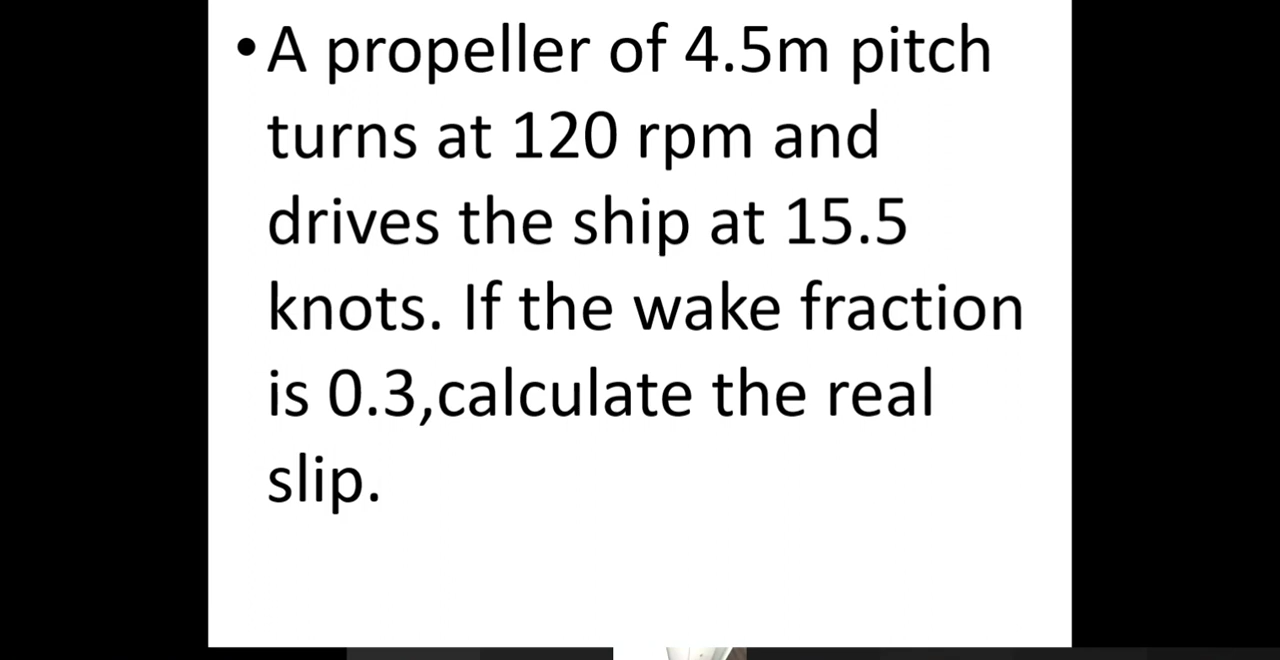 •A propeller of 4.5m pitch
turns at 120 rpm and
drives the ship at 15.5
knots. If the wake fraction
is 0.3,calculate the real
slip.